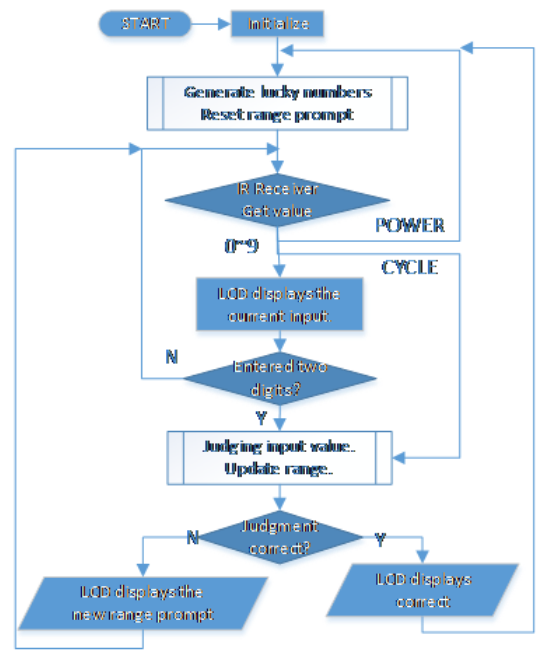 START
Initialize
Generate lucky numbers
Reset range prompt
IR Receiver
Get value
POWER
0~9
CYCLE
LCD displays the
current input.
N
Entered two
digits?
Y
Judging input value.
Update range.
Judgment
correct?
N
Y
LCD displays the
new range prompt
LCD displays
correct